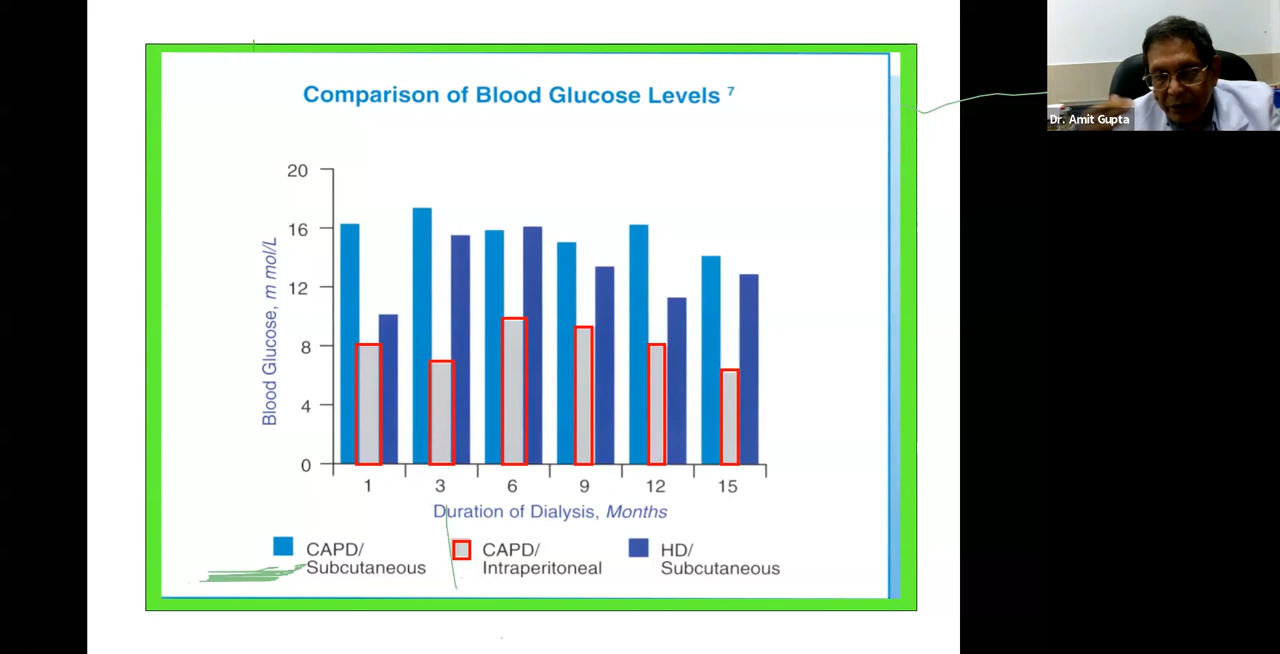 Comparison of Blood Glucose Levels 7
Dr. Amit Gupta
20
16
12
8
4
0
Blood Glucose, m mol/L
1 3 6 9 12 15
Duration of Dialysis, Months
CAPD/
Subcutaneous
CAPD/
Intraperitoneal
HD/
Subcutaneous